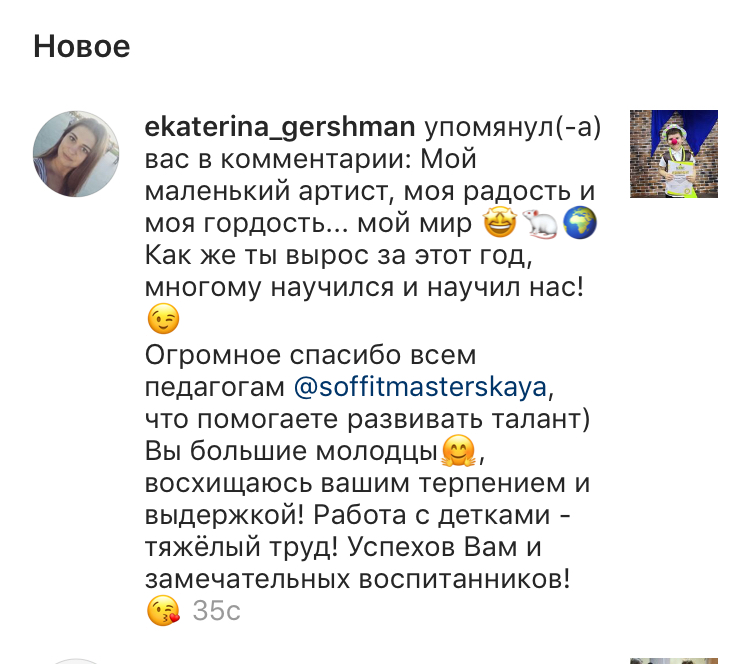 Новое
ekaterina_gershman упомянул(-а)
вас в комментарии: Мой
маленький артист, моя радость и
моя гордость... мой мир 🤩🐁🌍
Как же ты вырос за этот год,
многому научился и научил нас!
😉
Огромное спасибо всем
педагогам @soffitmasterskaya,
что помогаете развивать талант)
Вы большие молодцы🤗,
восхищаюсь вашим терпением и
выдержкой! Работа с детками -
тяжёлый труд! Успехов Вам и
замечательных воспитанников!
😘 35с